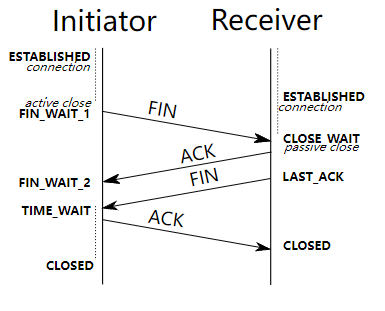 Initiator
Receiver
ESTABLISHED
connection
active close
FIN_WAIT_1
FIN
ESTABLISHED
connection
CLOSE_WAIT
passive close
ACK
FIN
FIN_WAIT_2
LAST_ACK
TIME_WAIT
ACK
CLOSED
CLOSED